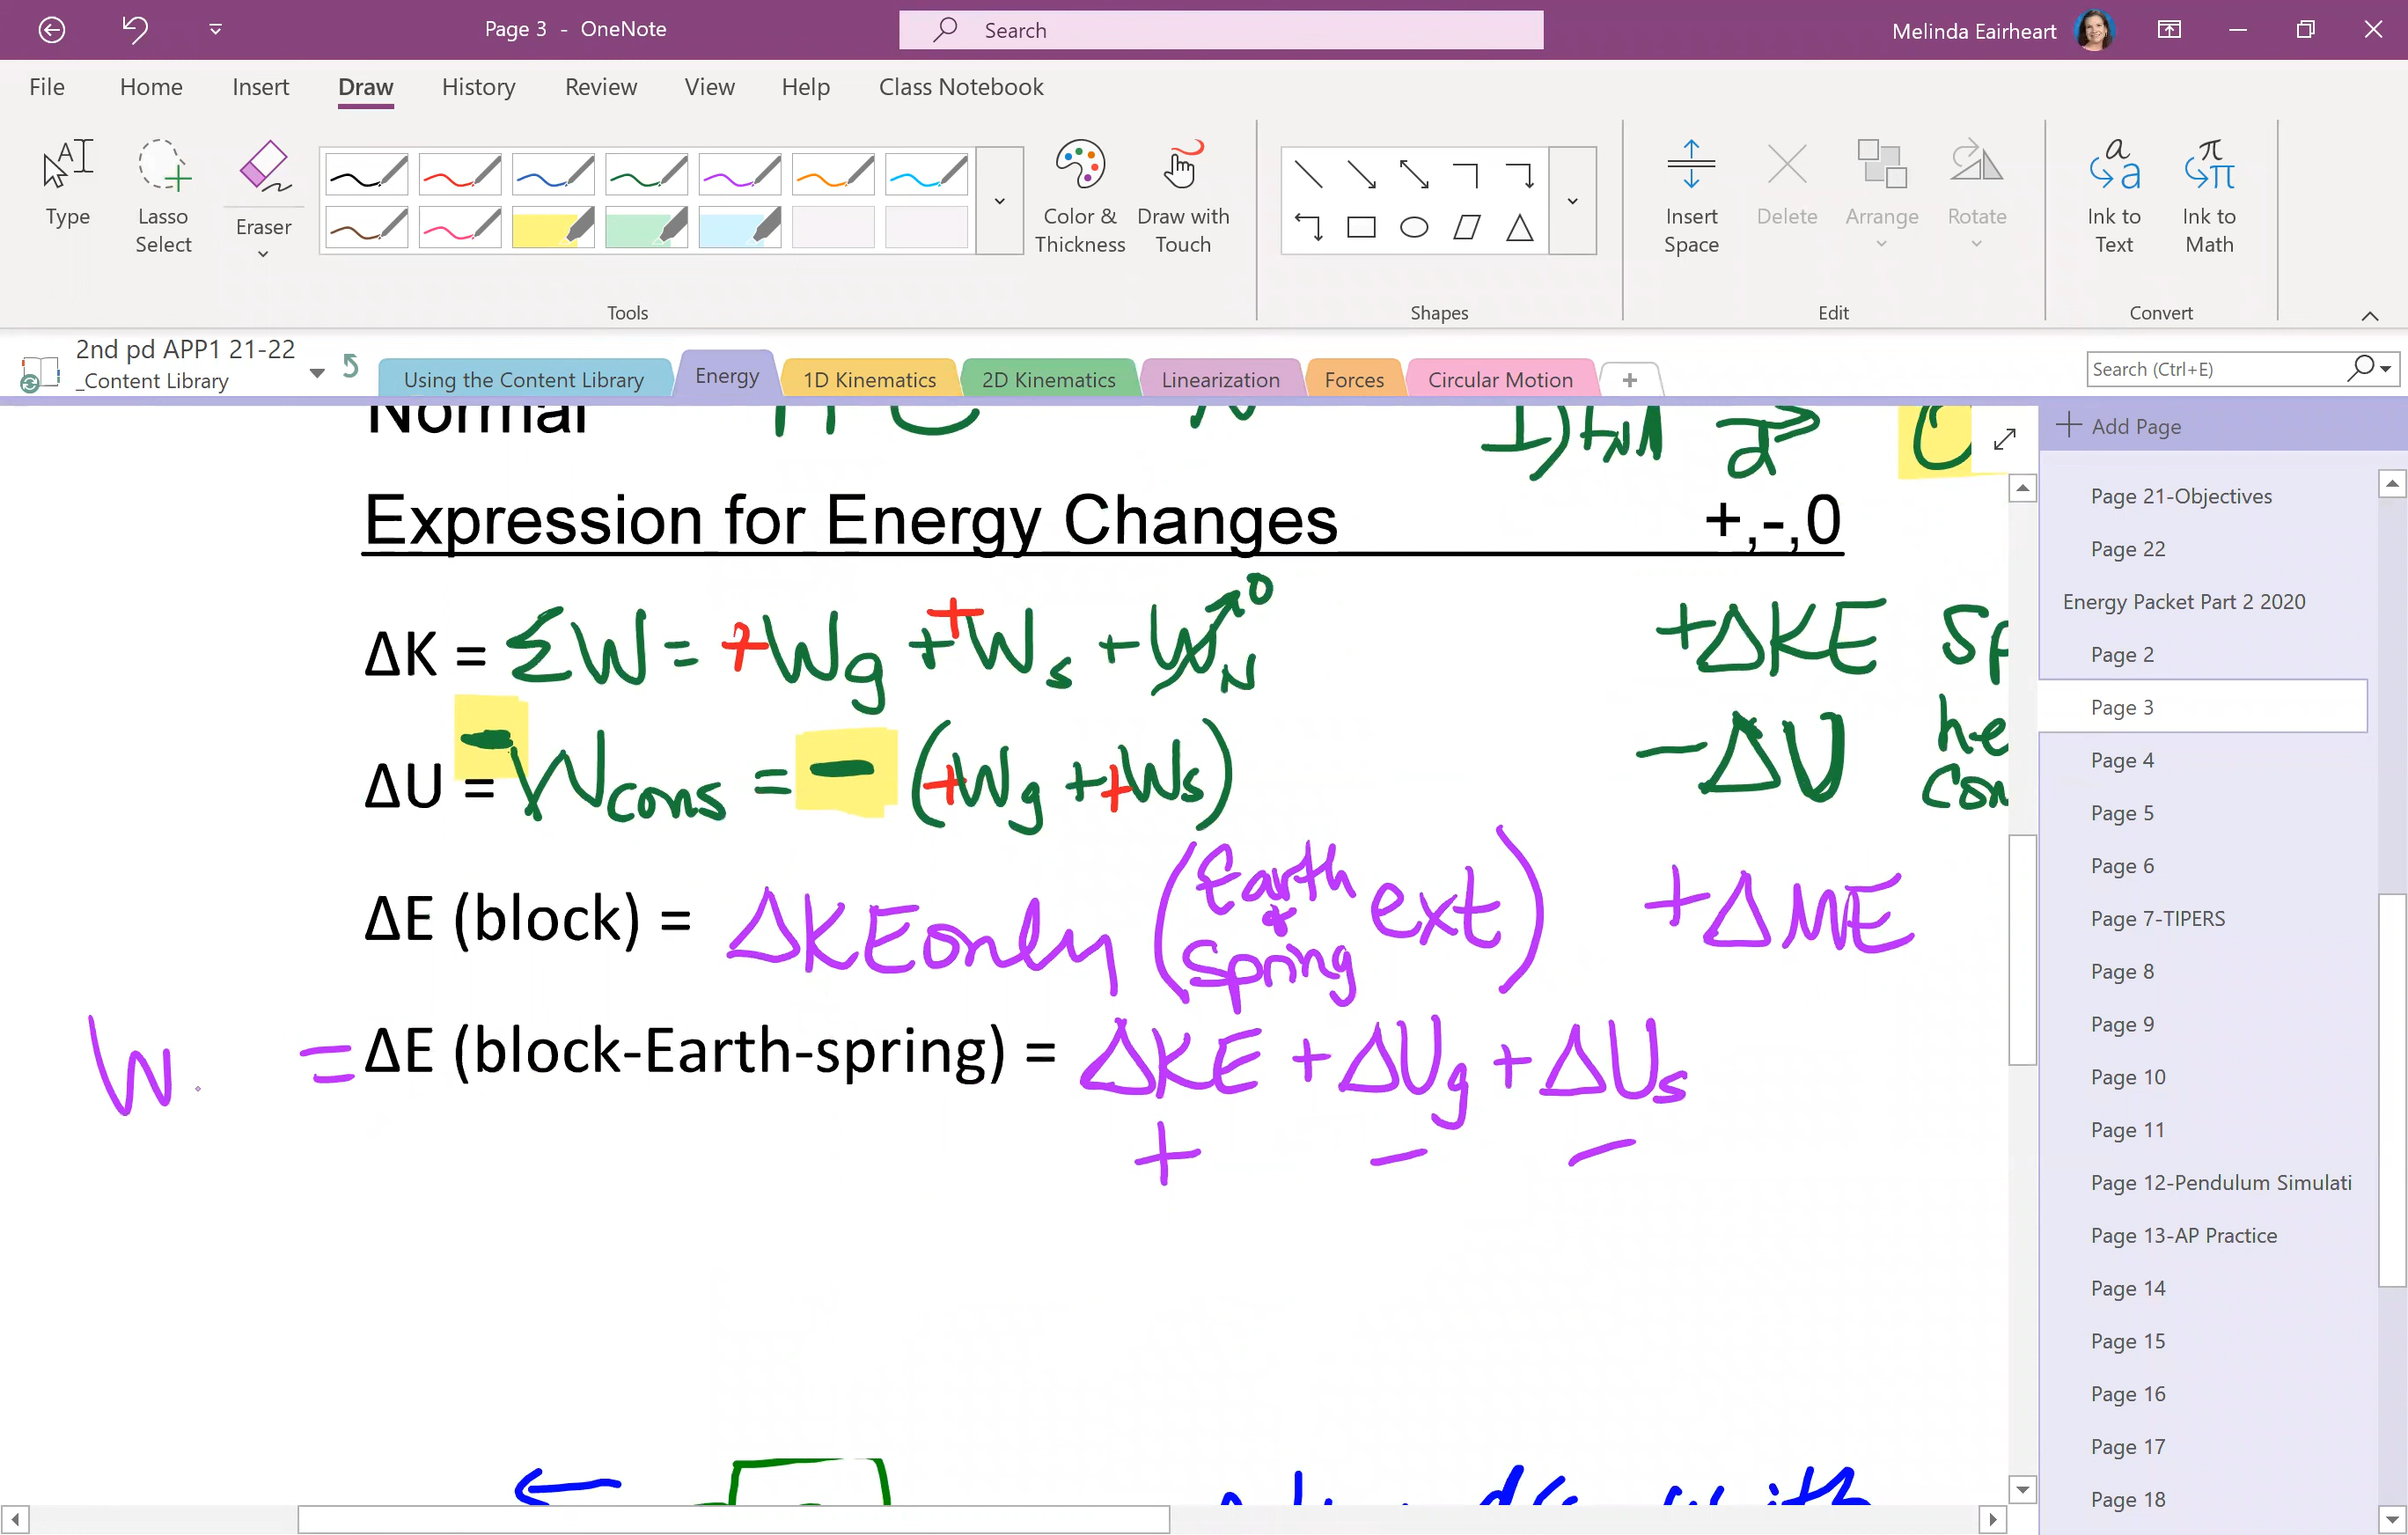 Page 3 - OneNote
Search
Melinda Eairheart
File Home Insert Draw History Review View Help Class Notebook
Type
Lasso Select
Eraser
Color & Thickness
Draw with Touch
Insert Space
Delete
Arrange
Rotate
Ink to Text
Ink to Math
Tools Shapes Edit Convert
2nd pd APP1 21-22
_Content Library
Using the Content Library Energy 1D Kinematics 2D Kinematics Linearization Forces Circular Motion +
Search (Ctrl+E)
Normal
Expression for Energy Changes +,-,0
ΔK = ΣW = +Wg + +Ws + WN 0 +ΔKE
ΔU = -Wcons = - (+Wg + +Ws) -ΔU
ΔE (block) = ΔKE only (Earth & Spring ext) +ΔME
W. = ΔE (block-Earth-spring) = ΔKE + ΔUg + ΔUs
+ - -
Add Page
Page 21-Objectives
Page 22
Energy Packet Part 2 2020
Page 2
Page 3
Page 4
Page 5
Page 6
Page 7-TIPERS
Page 8
Page 9
Page 10
Page 11
Page 12-Pendulum Simulati
Page 13-AP Practice
Page 14
Page 15
Page 16
Page 17
Page 18